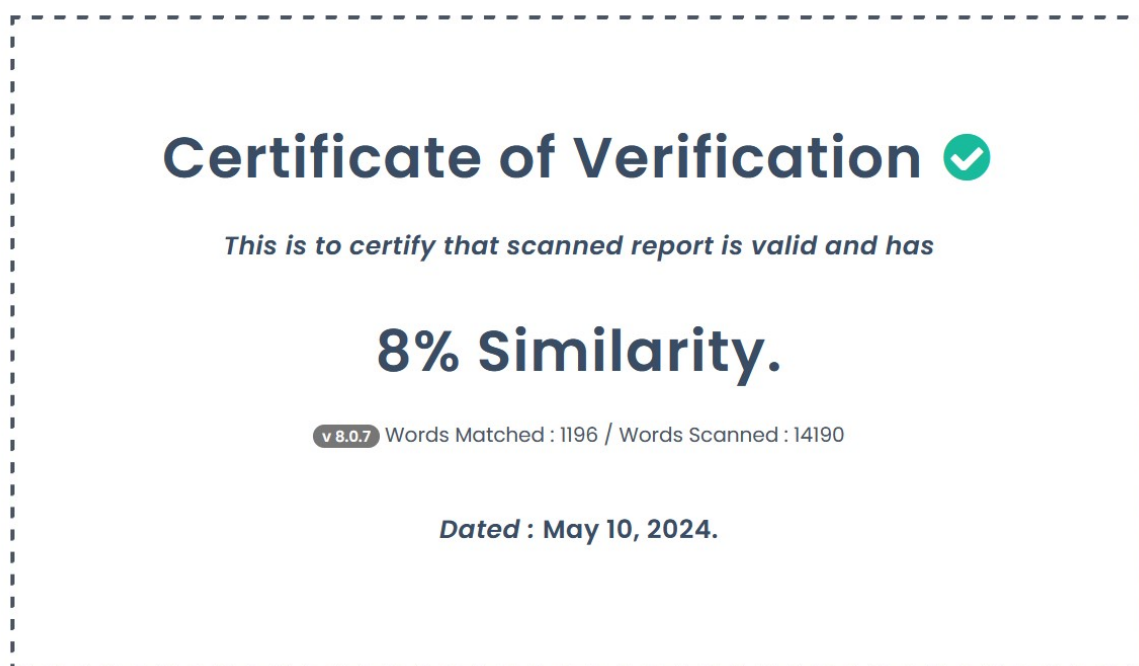 Certificate of Verification
This is to certify that scanned report is valid and has
8% Similarity.
v 8.0.7 Words Matched : 1196 / Words Scanned : 14190
Dated : May 10, 2024.